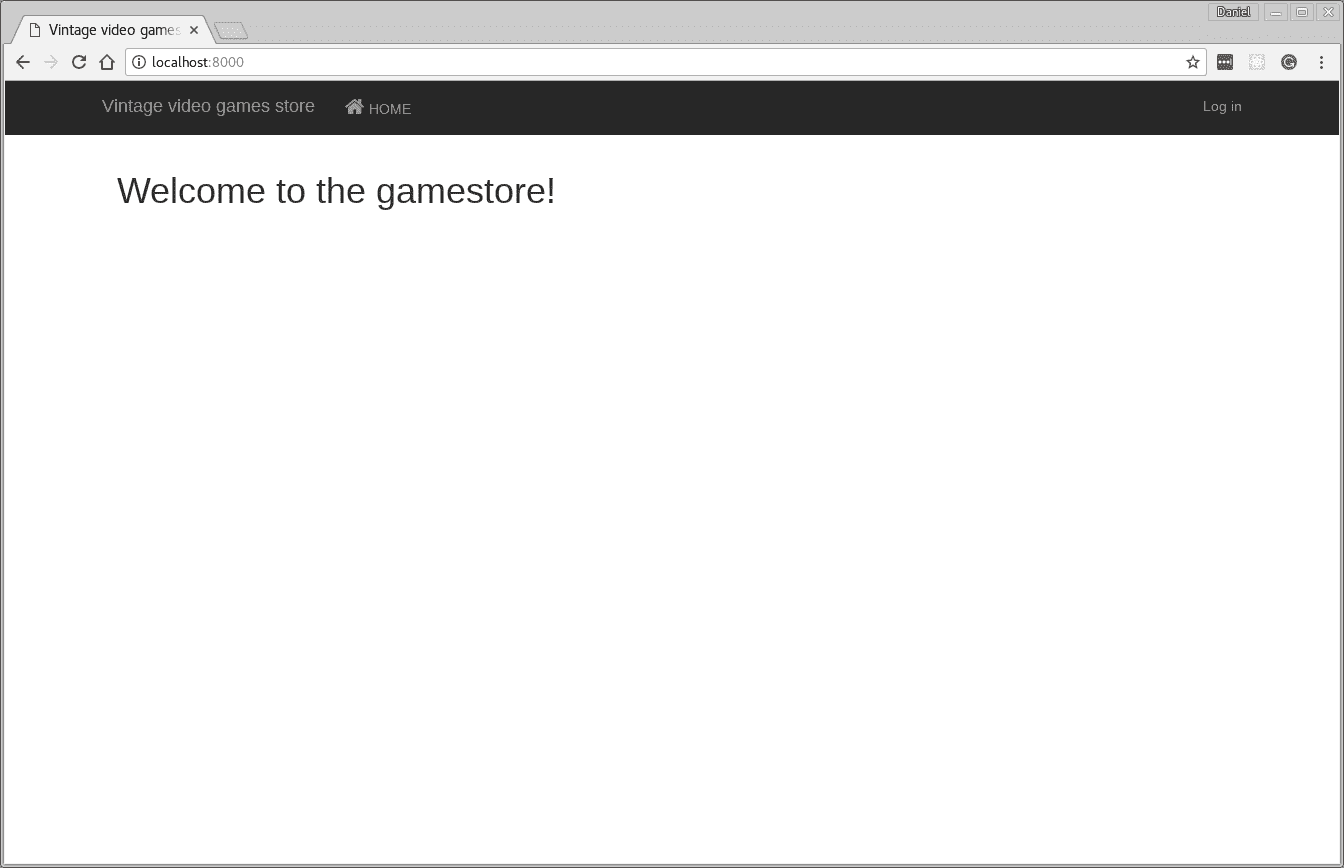 Daniel
Vintage video games
localhost:8000
Vintage video games store HOME Log in
Welcome to the gamestore!